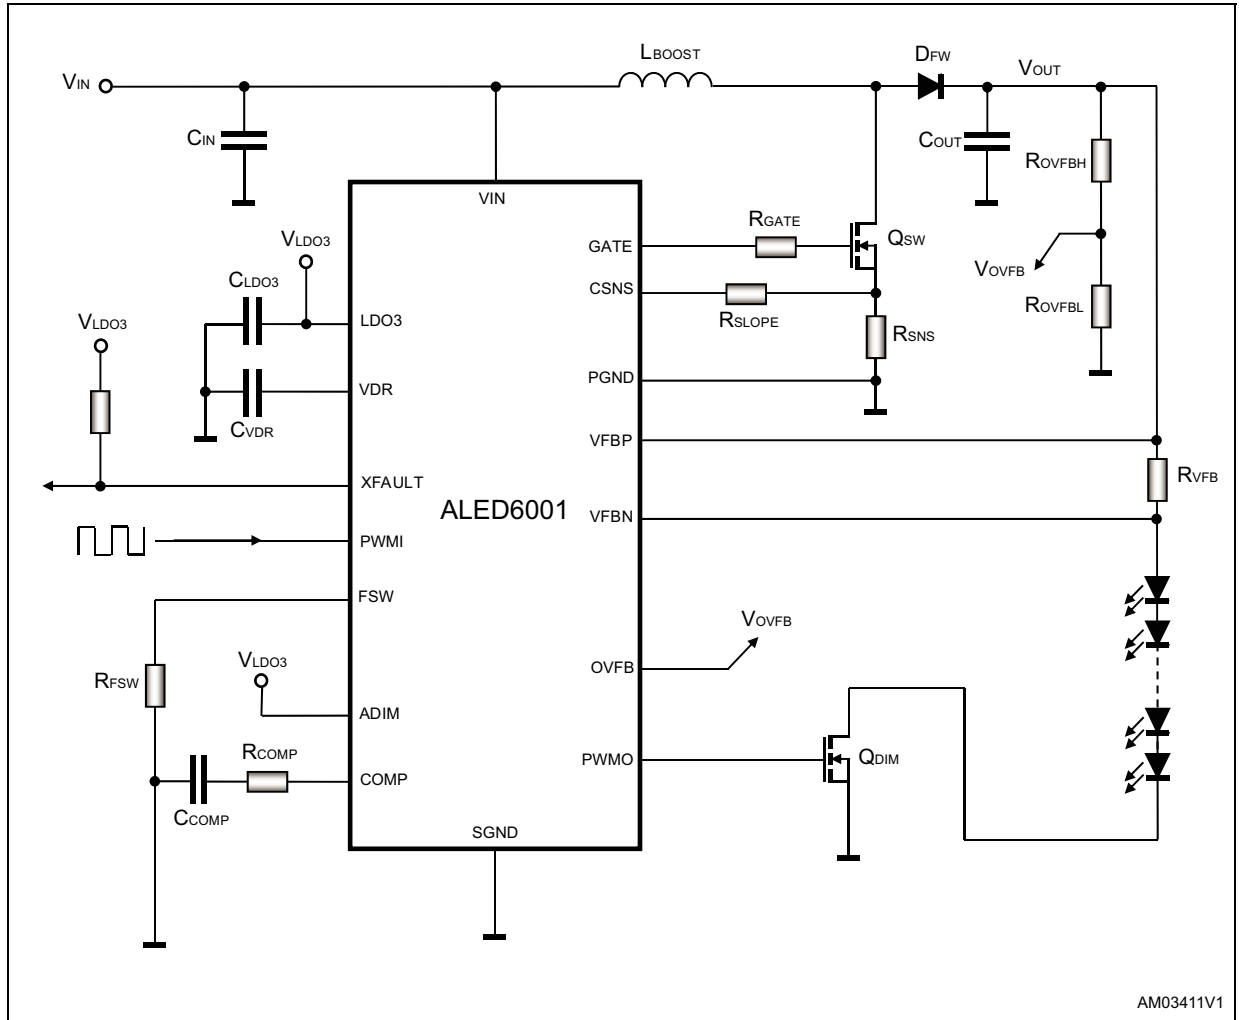 LBOOST
DFW
VOUT
VIN
CIN
COUT
ROVFBH
VIN
RGATE
VLDO3
GATE
QSW
CLDO3
VOVFB
CSNS
ROVFBL
RSLOPE
VLDO3
LDO3
RSNS
PGND
VDR
CVDR
VFBP
RVFB
XFAULT
ALED6001
VFBN
PWMI
FSW
VOVFB
VLDO3
OVFB
RFSW
ADIM
RCOMP
PWMO
QDIM
COMP
CCOMP
SGND
AM03411V1